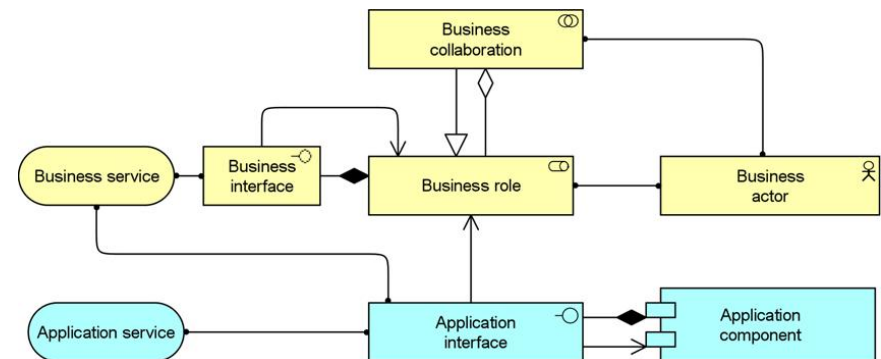 Business
collaboration
Business service
Business
interface
Business role
Business
actor
Application service
Application
interface
Application
component